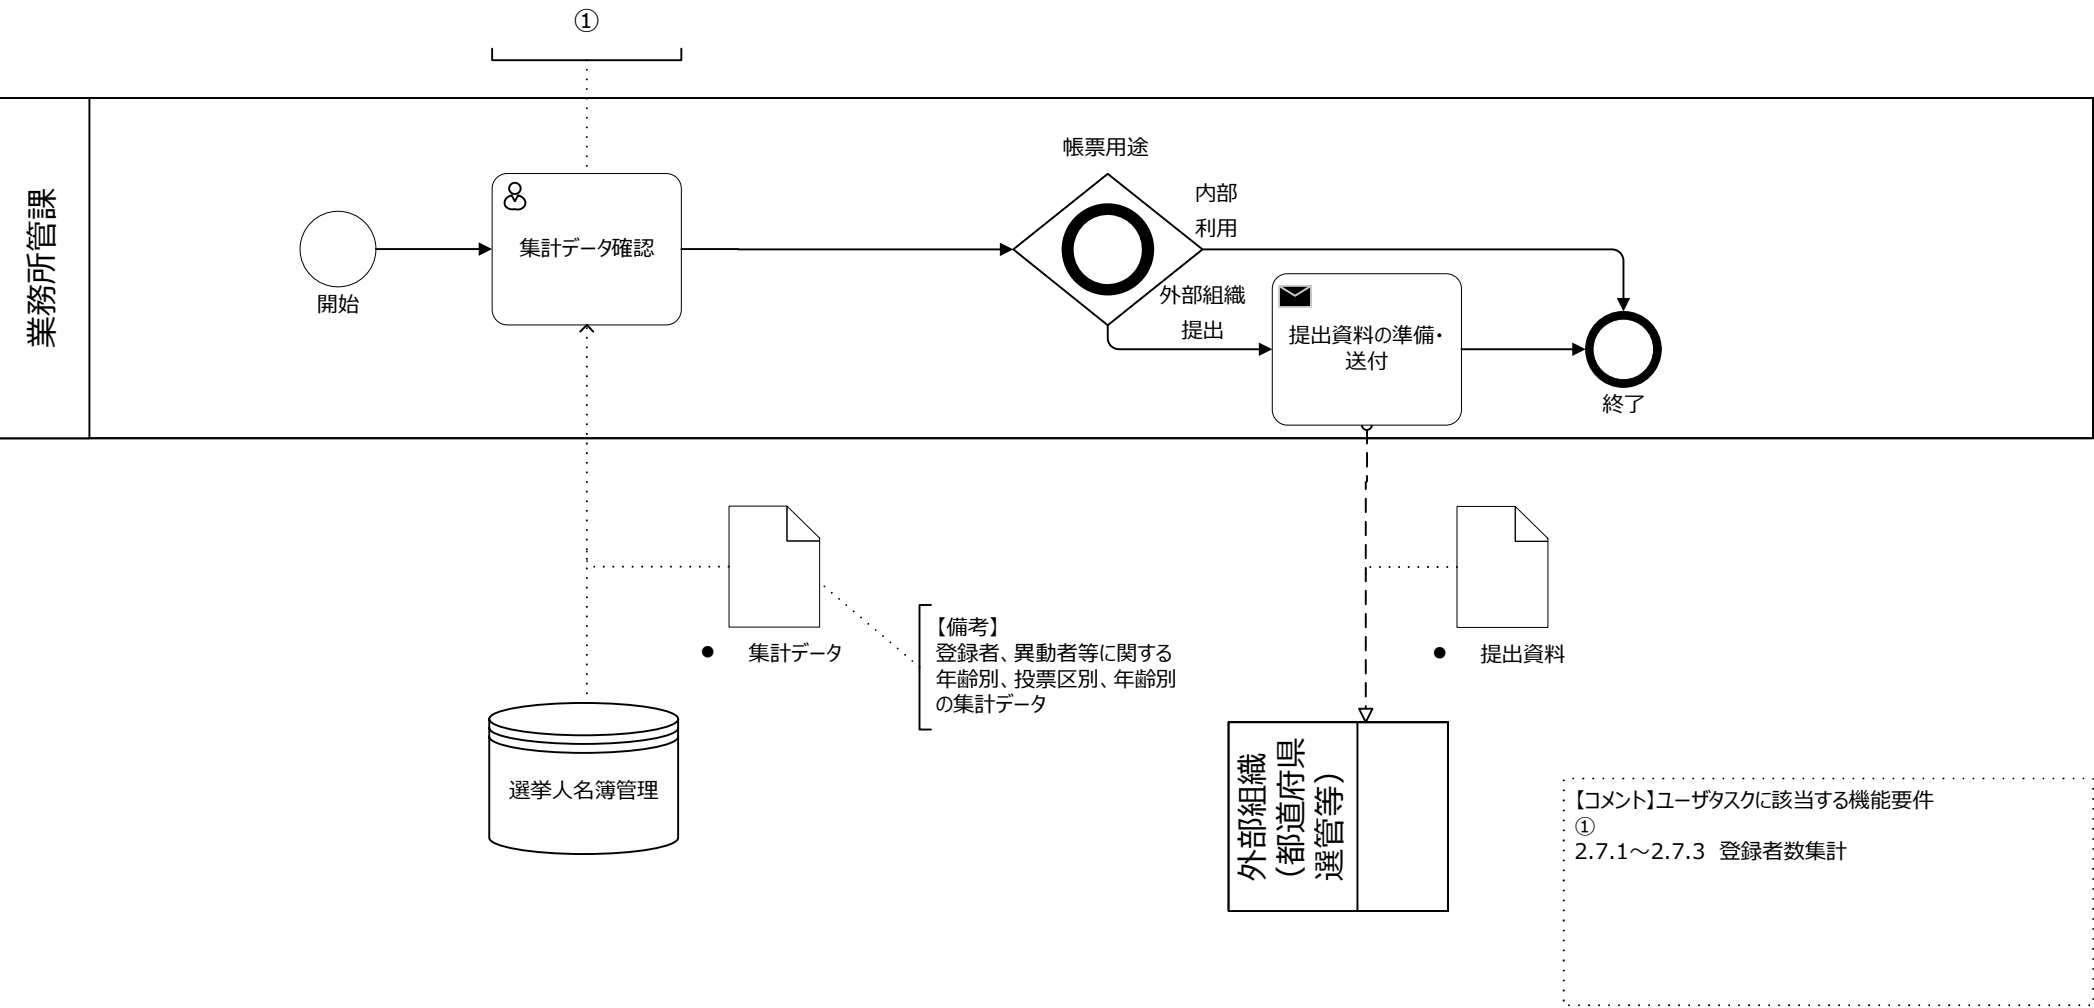 ①
業務所管課
開始
集計データ確認
帳票用途
内部
利用
外部組織
提出
提出資料の準備・
送付
終了
● 集計データ
【備考】
登録者、異動者等に関する
年齢別、投票区別、年齢別
の集計データ
● 提出資料
選挙人名簿管理
外部組織
(都道府県
選管等)
【コメント】ユーザタスクに該当する機能要件
①
2.7.1～2.7.3 登録者数集計